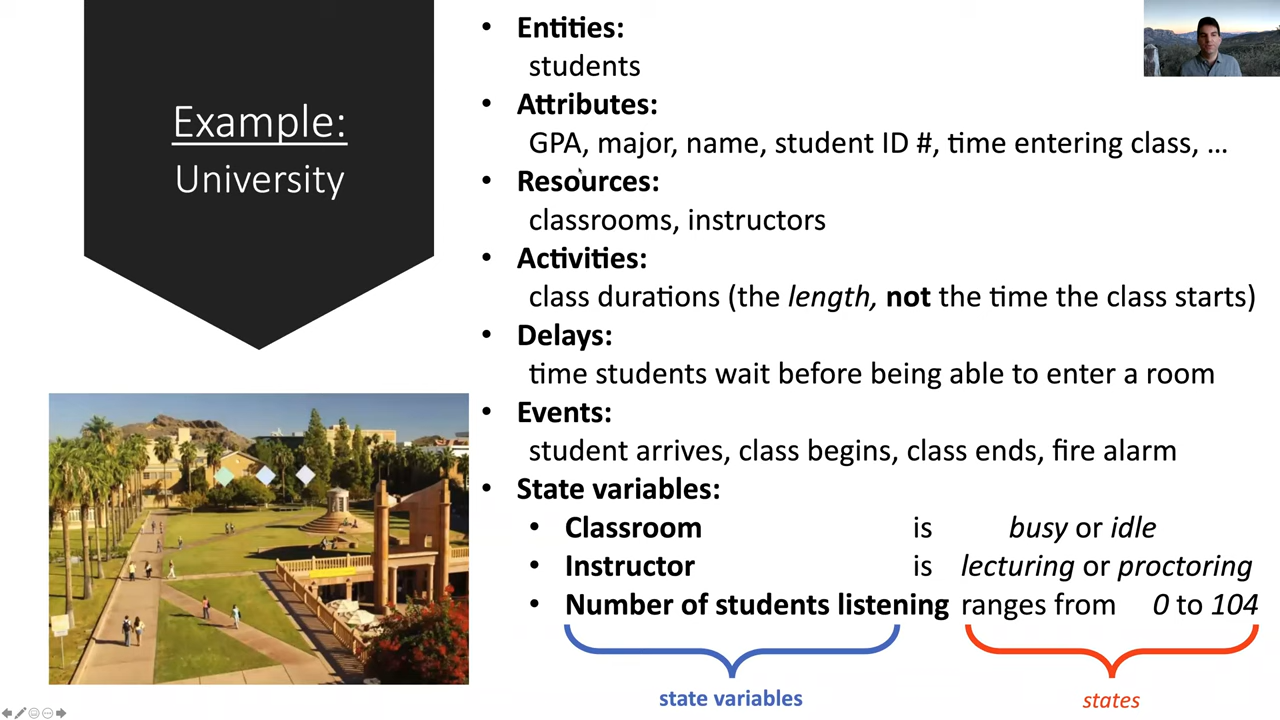 Example:
University
• Entities:
students
• Attributes:
GPA, major, name, student ID #, time entering class, ...
• Resources:
classrooms, instructors
• Activities:
class durations (the length, not the time the class starts)
• Delays:
time students wait before being able to enter a room
• Events:
student arrives, class begins, class ends, fire alarm
• State variables:
• Classroom is busy or idle
• Instructor is lecturing or proctoring
• Number of students listening ranges from 0 to 104
state variables
states